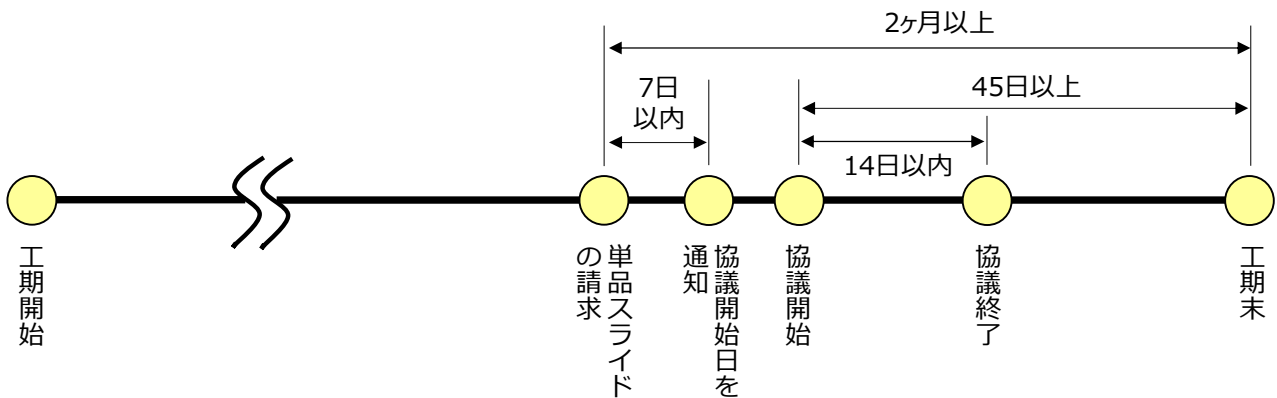 2ヶ月以上
7日
以内
45日以上
14日以内
工期開始
単品スライド
の請求
協議開始日を
通知
協議開始
協議終了
工期末